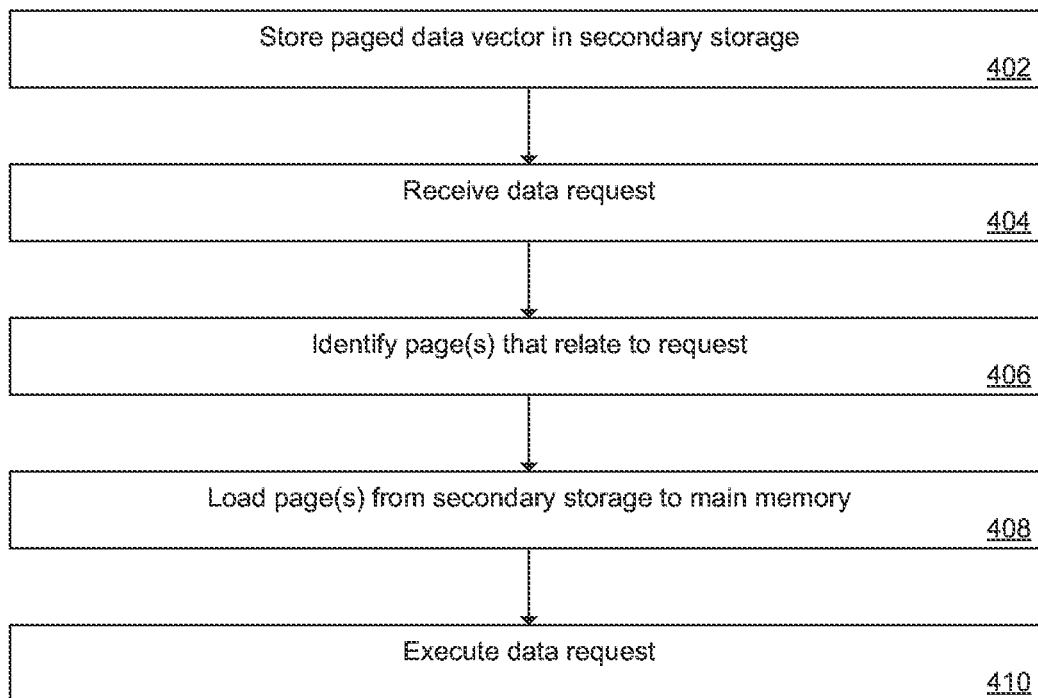 Store paged data vector in secondary storage
402
Receive data request
404
Identify page(s) that relate to request
406
Load page(s) from secondary storage to main memory
408
Execute data request
410